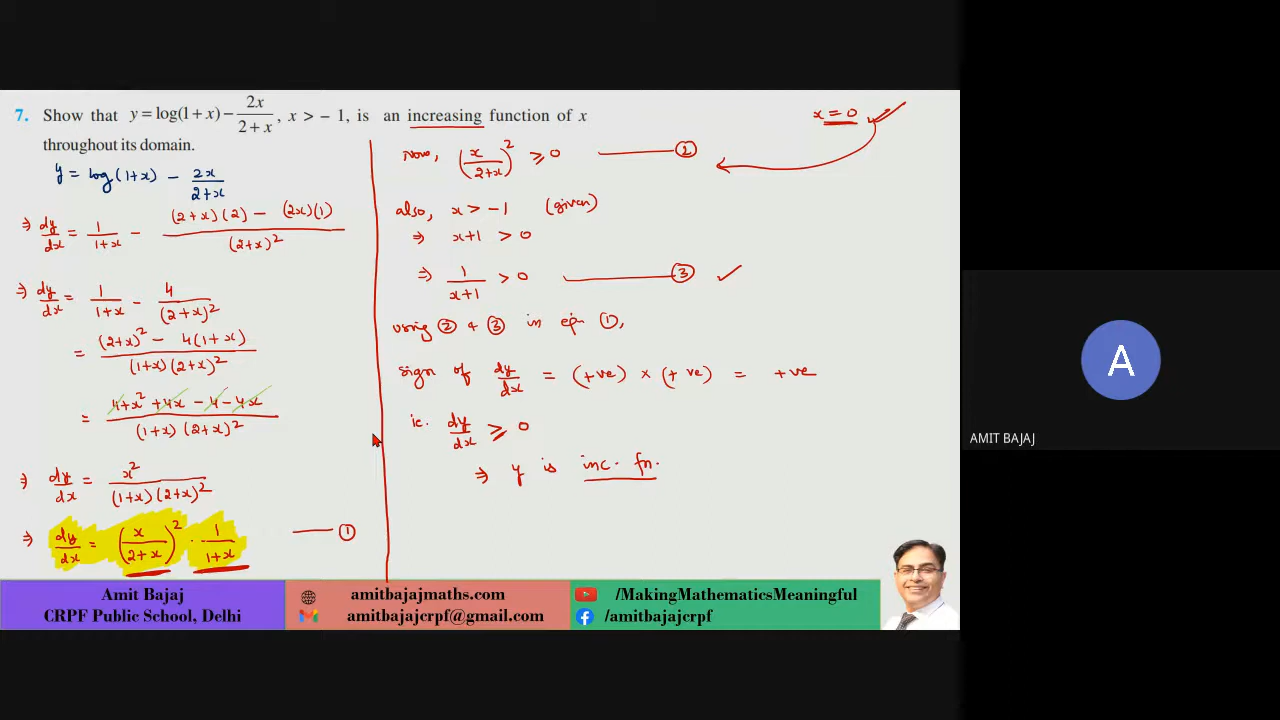 7. Show that y = log(1 + x) − 2x/(2 + x), x > − 1, is an increasing function of x
throughout its domain.
y = log(1+x) − 2x/(2+x)
⇒ dy/dx = 1/(1+x) − ((2+x)(2) − (2x)(1))/(2+x)²
⇒ dy/dx = 1/(1+x) − 4/(2+x)²
= ((2+x)² − 4(1+x))/((1+x)(2+x)²)
= (4+x²+4x−4−4x)/((1+x)(2+x)²)
⇒ dy/dx = x²/((1+x)(2+x)²)
⇒ dy/dx = (x/(2+x))² · 1/(1+x) —— ①
x = 0
Now, (x/(2+x))² ⩾ 0 —— ②
also, x > −1 (given)
⇒ x+1 > 0
⇒ 1/(x+1) > 0 —— ③ ✓
using ② & ③ in eqn ①,
sign of dy/dx = (+ve) × (+ve) = +ve
ie. dy/dx ⩾ 0
⇒ y is inc. fn.
Amit Bajaj
CRPF Public School, Delhi
amitbajajmaths.com
amitbajajcrpf@gmail.com
/MakingMathematicsMeaningful
/amitbajajcrpf
A
AMIT BAJAJ